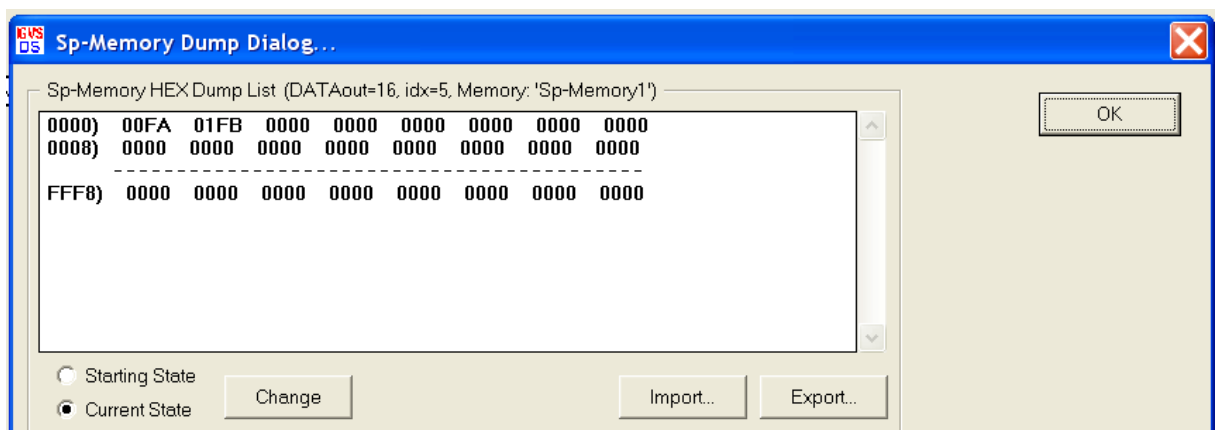 IGVS
DS
Sp-Memory Dump Dialog...
Sp-Memory HEX Dump List (DATAout=16, idx=5, Memory: 'Sp-Memory1')
OK
0000) 00FA 01FB 0000 0000 0000 0000 0000 0000
0008) 0000 0000 0000 0000 0000 0000 0000 0000
- - - - - - - - - - - - - - - - - - - - - - - - - - - - - - - - - - - - - - - -
FFF8) 0000 0000 0000 0000 0000 0000 0000 0000
Starting State
Current State
Change
Import...
Export...